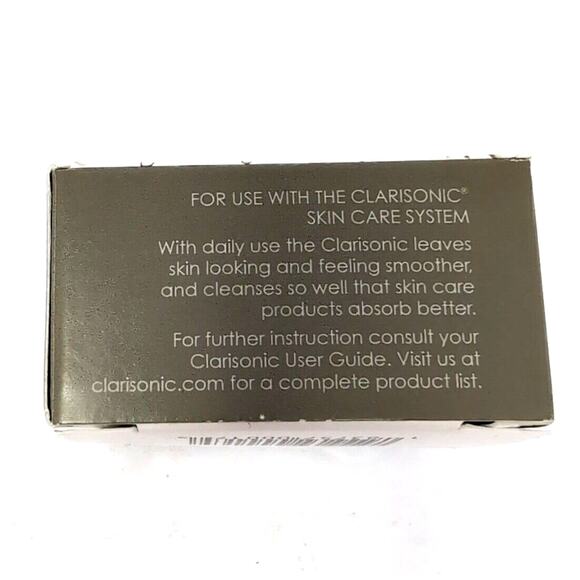 FOR USE WITH THE CLARISONIC®
SKIN CARE SYSTEM
With daily use the Clarisonic leaves
skin looking and feeling smoother,
and cleanses so well that skin care
products absorb better.
For further instruction consult your
Clarisonic User Guide. Visit us at
clarisonic.com for a complete product list.